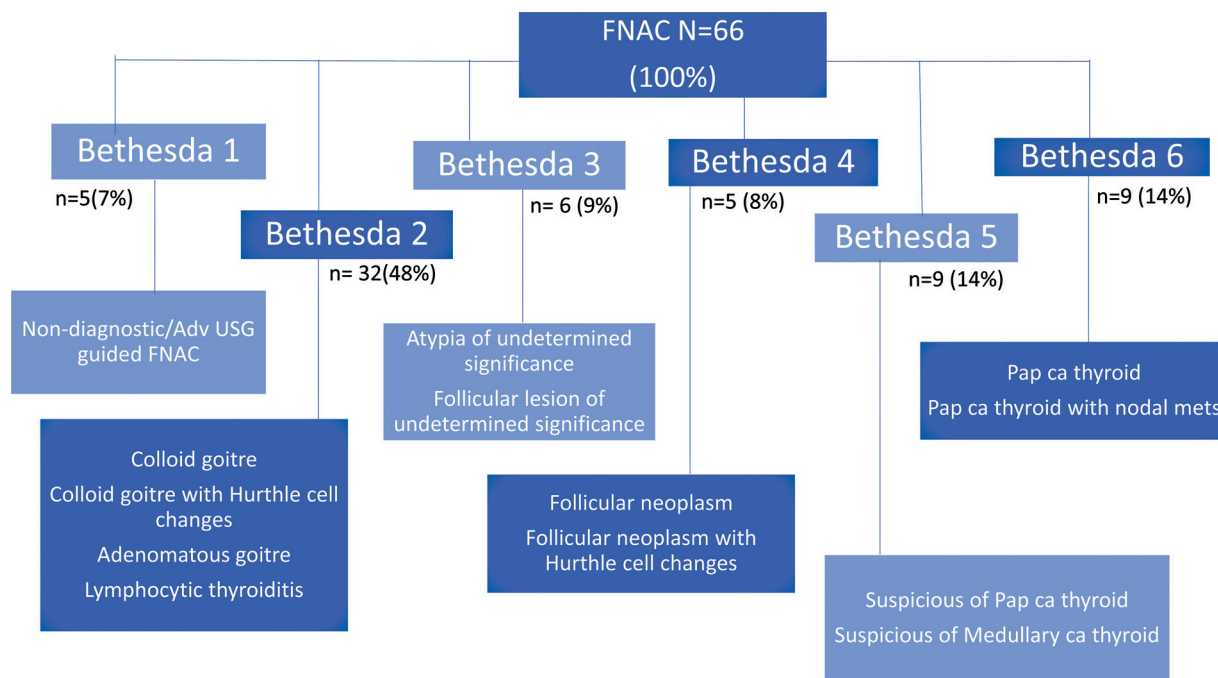 FNAC N=66
(100%)
Bethesda 1
n=5(7%)
Non-diagnostic/Adv USG
guided FNAC
Bethesda 2
n= 32(48%)
Colloid goitre
Colloid goitre with Hurthle cell
changes
Adenomatous goitre
Lymphocytic thyroiditis
Bethesda 3
n= 6 (9%)
Atypia of undetermined
significance
Follicular lesion of
undetermined significance
Bethesda 4
n=5 (8%)
Follicular neoplasm
Follicular neoplasm with
Hurthle cell changes
Bethesda 5
n=9 (14%)
Suspicious of Pap ca thyroid
Suspicious of Medullary ca thyroid
Bethesda 6
n=9 (14%)
Pap ca thyroid
Pap ca thyroid with nodal mets